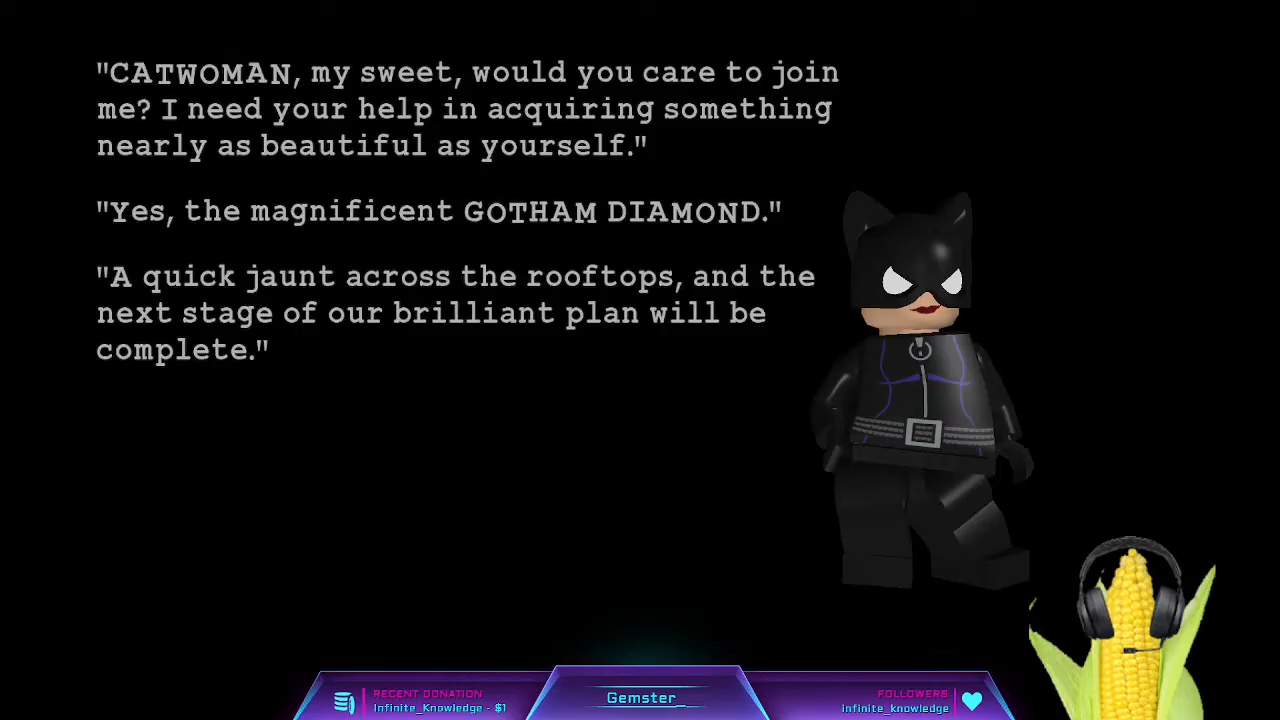 "CATWOMAN, my sweet, would you care to join
me? I need your help in acquiring something
nearly as beautiful as yourself."
"Yes, the magnificent GOTHAM DIAMOND."
"A quick jaunt across the rooftops, and the
next stage of our brilliant plan will be
complete."
RECENT DONATION
Infinite_Knowledge - $1
Gemster_
FOLLOWERS
infinite_knowledge